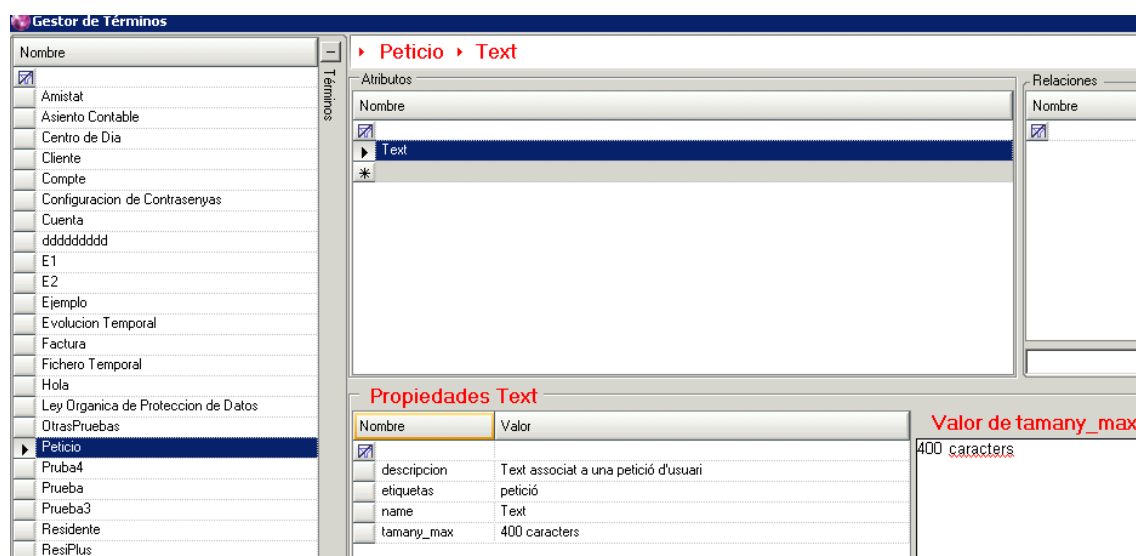 Gestor de Términos
Nombre
Términos
Amistat
Asiento Contable
Centro de Dia
Cliente
Compte
Configuracion de Contrasenyas
Cuenta
ddddddddd
E1
E2
Ejemplo
Evolucion Temporal
Factura
Fichero Temporal
Hola
Ley Organica de Proteccion de Datos
OtrasPruebas
Peticio
Pruba4
Prueba
Prueba3
Residente
ResiPlus
Peticio Text
Atributos
Nombre
Text
Relaciones
Nombre
Propiedades Text
Nombre Valor
descripcion Text associat a una petició d'usuari
etiquetas petició
name Text
tamany_max 400 caracters
Valor de tamany_max
400 caracters